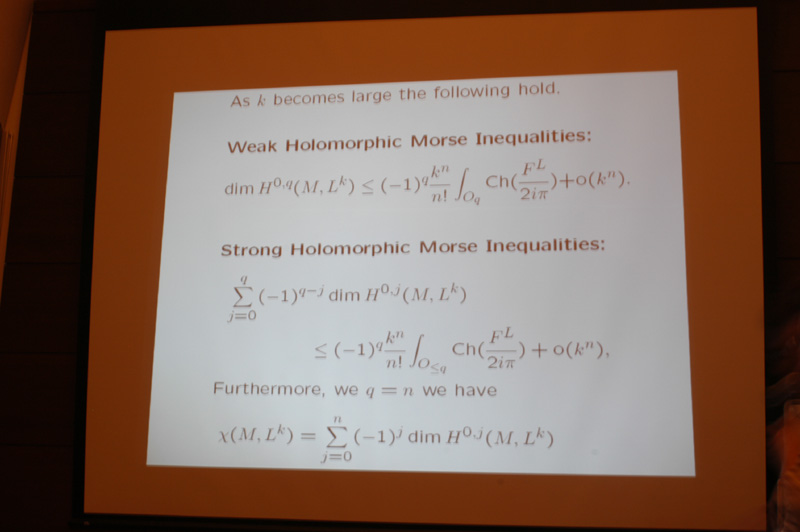 As k becomes large the following hold.
Weak Holomorphic Morse Inequalities:
dim H^{0,q}(M, L^k) ≤ (−1)^q k^n/n! ∫_{O_q} Ch(F^L/2iπ)+o(k^n).
Strong Holomorphic Morse Inequalities:
∑_{j=0}^{q} (−1)^{q−j} dim H^{0,j}(M, L^k)
≤ (−1)^q k^n/n! ∫_{O_{≤q}} Ch(F^L/2iπ) + o(k^n),
Furthermore, we q = n we have
χ(M, L^k) = ∑_{j=0}^{n} (−1)^j dim H^{0,j}(M, L^k)